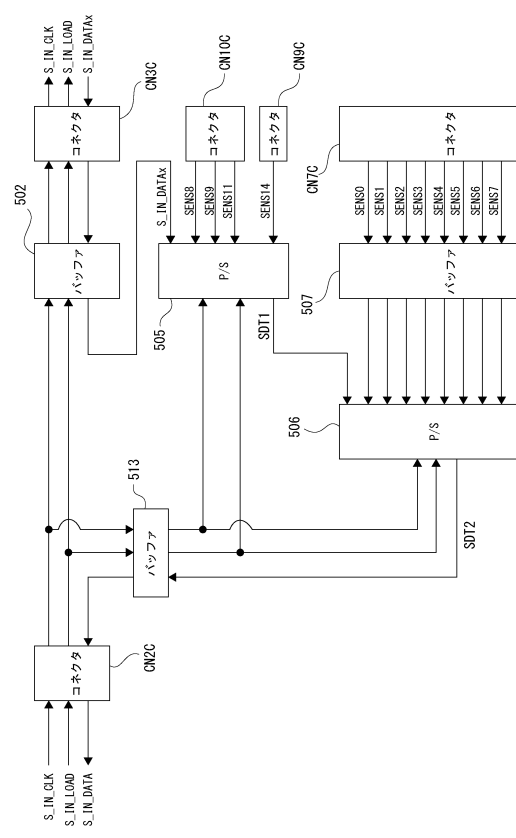 S_IN_CLK
S_IN_LOAD
S_IN_DATA
コネクタ
CN2C
バッファ
513
502
バッファ
コネクタ
CN3C
S_IN_CLK
S_IN_LOAD
S_IN_DATAx
S_IN_DATAx
505
P/S
SDT1
SENS8
SENS9
SENS11
コネクタ
CN10C
SENS14
コネクタ
CN9C
506
P/S
SDT2
507
バッファ
SENS0
SENS1
SENS2
SENS3
SENS4
SENS5
SENS6
SENS7
コネクタ
CN7C